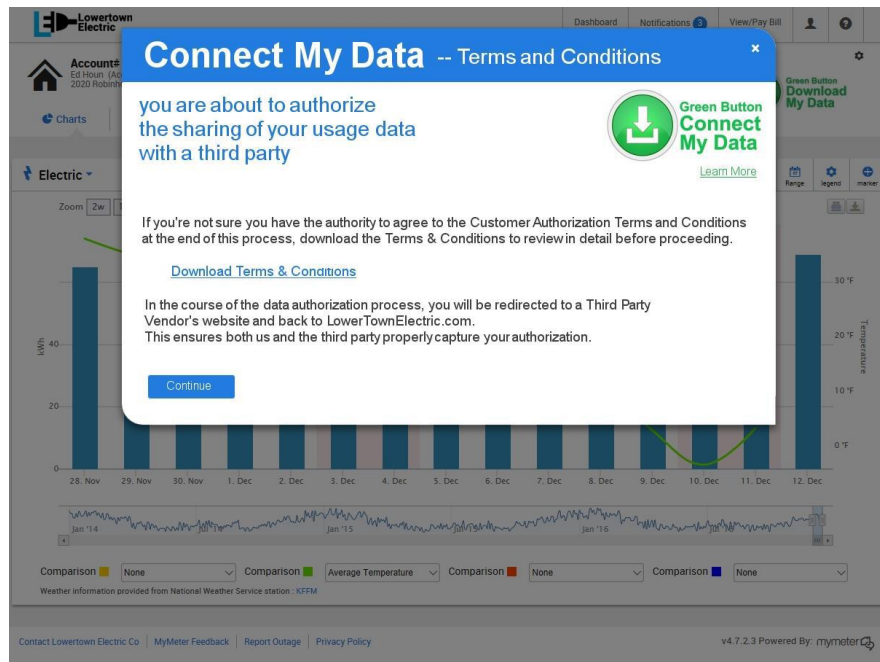 Lowertown
Electric
Dashboard
Notifications 3
View/Pay Bill
Account#
Ed Houn (Ac
2020 Robinh
Charts
Green Button
Download
My Data
Connect My Data -- Terms and Conditions
×
you are about to authorize
the sharing of your usage data
with a third party
Green Button
Connect
My Data
Learn More
Electric
Range
legend
marker
Zoom 2w
If you're not sure you have the authority to agree to the Customer Authorization Terms and Conditions
at the end of this process, download the Terms & Conditions to review in detail before proceeding.
Download Terms & Conditions
In the course of the data authorization process, you will be redirected to a Third Party
Vendor's website and back to LowerTownElectric.com.
This ensures both us and the third party properly capture your authorization.
Continue
kWh
40
20
0
30 °F
20 °F
10 °F
0 °F
Temperature
28. Nov 29. Nov 30. Nov 1. Dec 2. Dec 3. Dec 4. Dec 5. Dec 6. Dec 7. Dec 8. Dec 9. Dec 10. Dec 11. Dec 12. Dec
Jan '14 Jul '14 Jan '15 Jul '15 Jan '16 Jul '16
Comparison None Comparison Average Temperature Comparison None Comparison None
Weather information provided from National Weather Service station : KFFM
Contact Lowertown Electric Co | MyMeter Feedback | Report Outage | Privacy Policy
v4.7.2.3 Powered By: mymeter